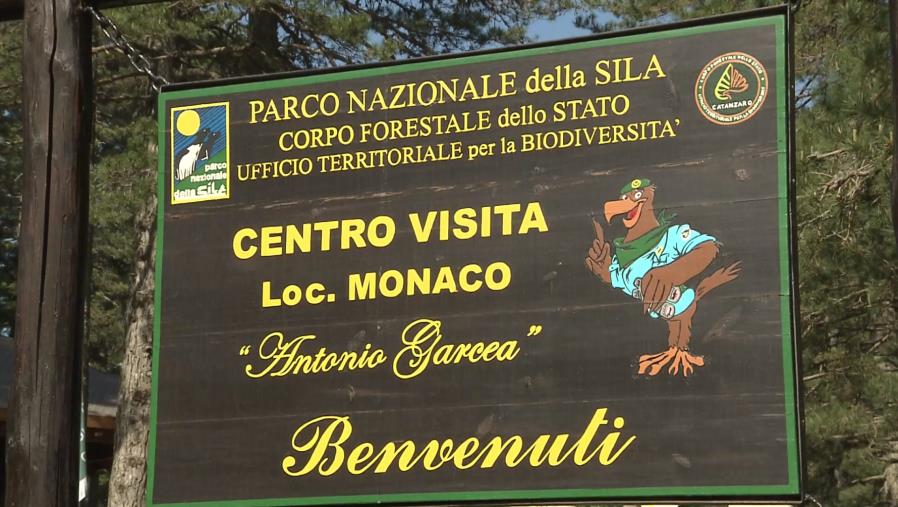 PARCO NAZIONALE della SILA
CORPO FORESTALE dello STATO
UFFICIO TERRITORIALE per la BIODIVERSITA'
parco
nazionale
della SiLa
CATANZARO
CENTRO VISITA
Loc. MONACO
"Antonio Garcea"
Benvenuti